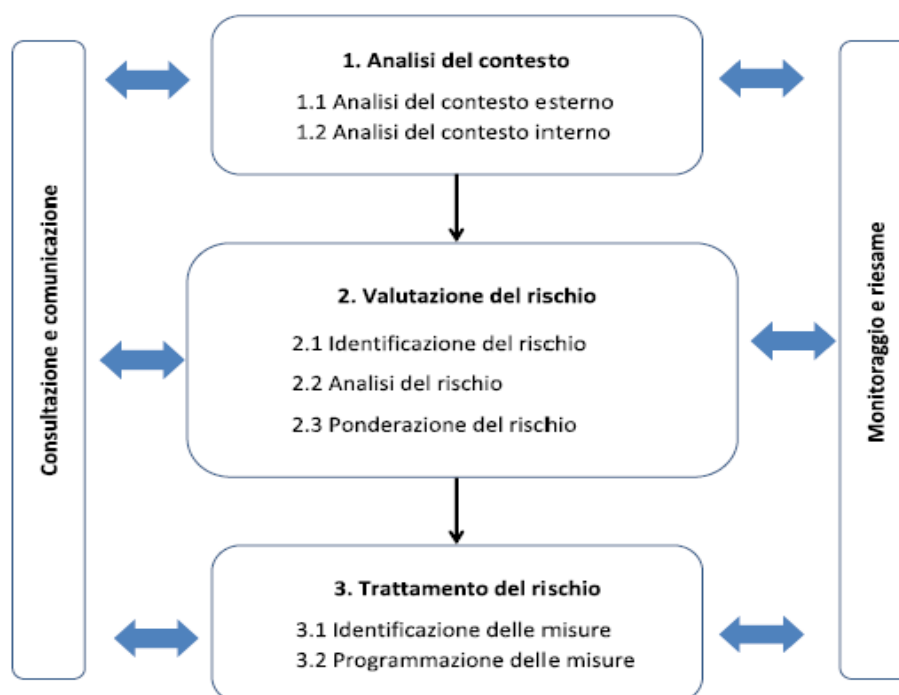 Consultazione e comunicazione
1. Analisi del contesto
1.1 Analisi del contesto esterno
1.2 Analisi del contesto interno
2. Valutazione del rischio
2.1 Identificazione del rischio
2.2 Analisi del rischio
2.3 Ponderazione del rischio
3. Trattamento del rischio
3.1 Identificazione delle misure
3.2 Programmazione delle misure
Monitoraggio e riesame